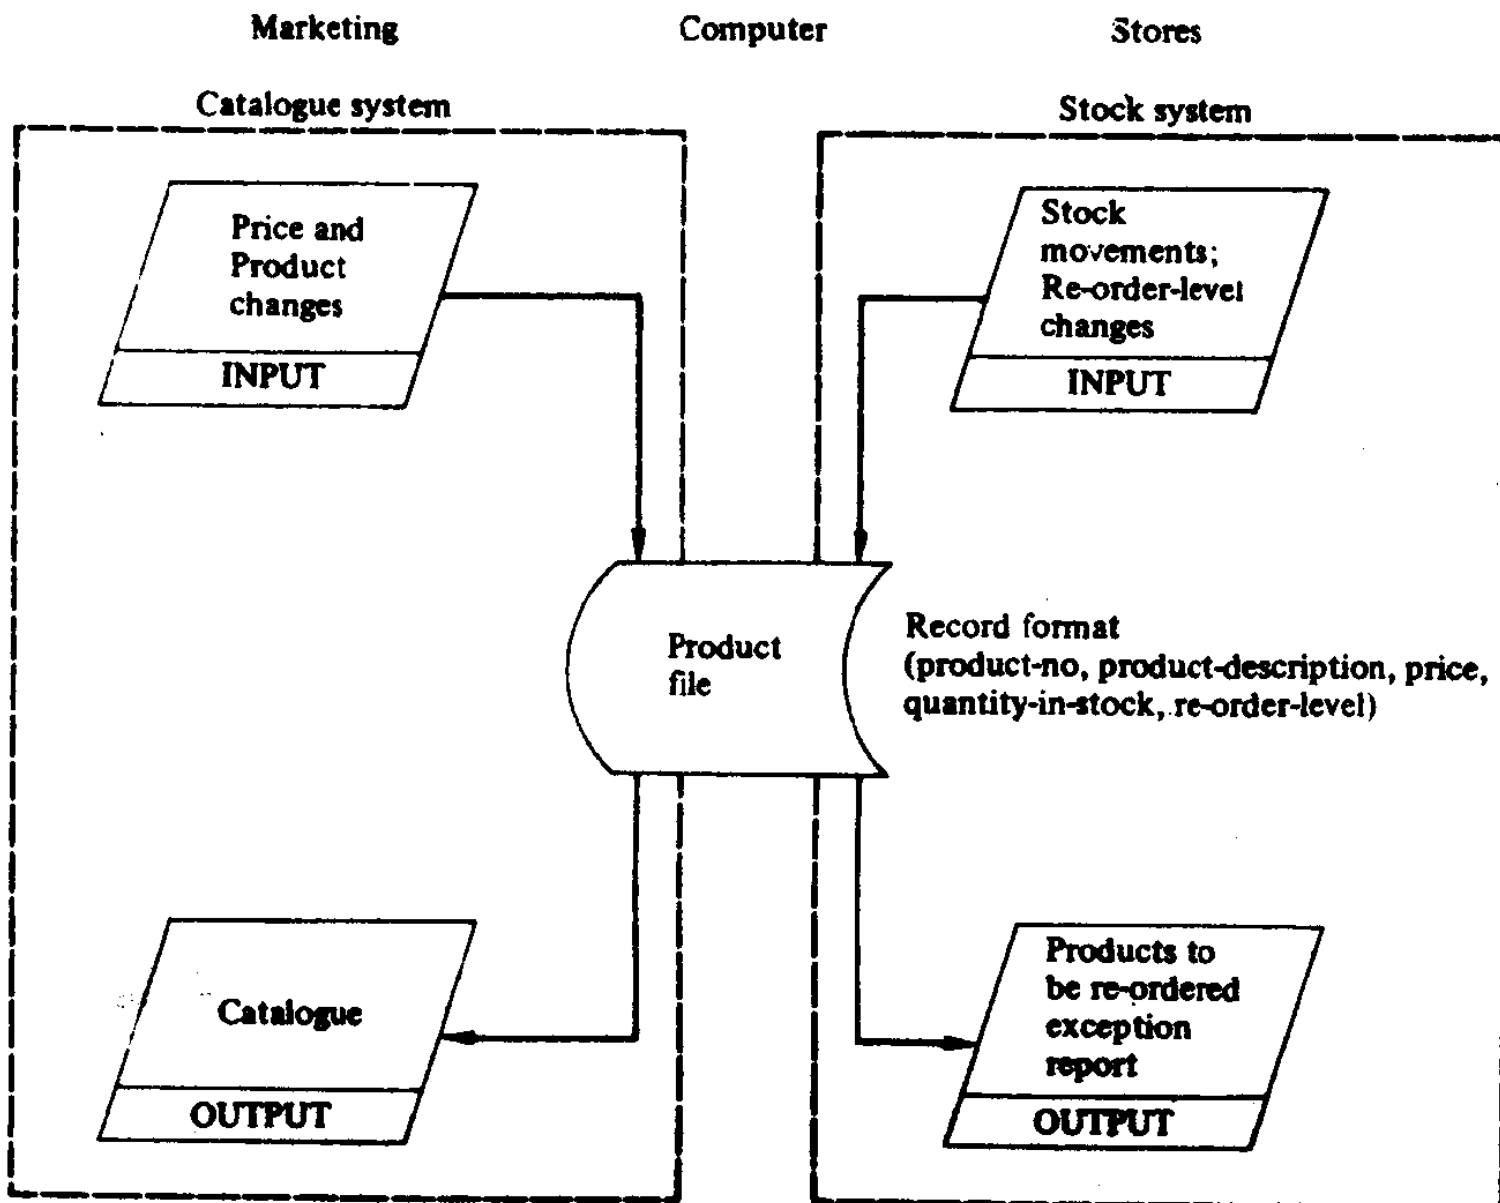 Marketing
Computer
Stores
Catalogue system
Stock system
Price and
Product
changes
INPUT
Stock
movements;
Re-order-level
changes
INPUT
Product
file
Record format
(product-no, product-description, price,
quantity-in-stock, re-order-level)
Catalogue
OUTPUT
Products to
be re-ordered
exception
report
OUTPUT